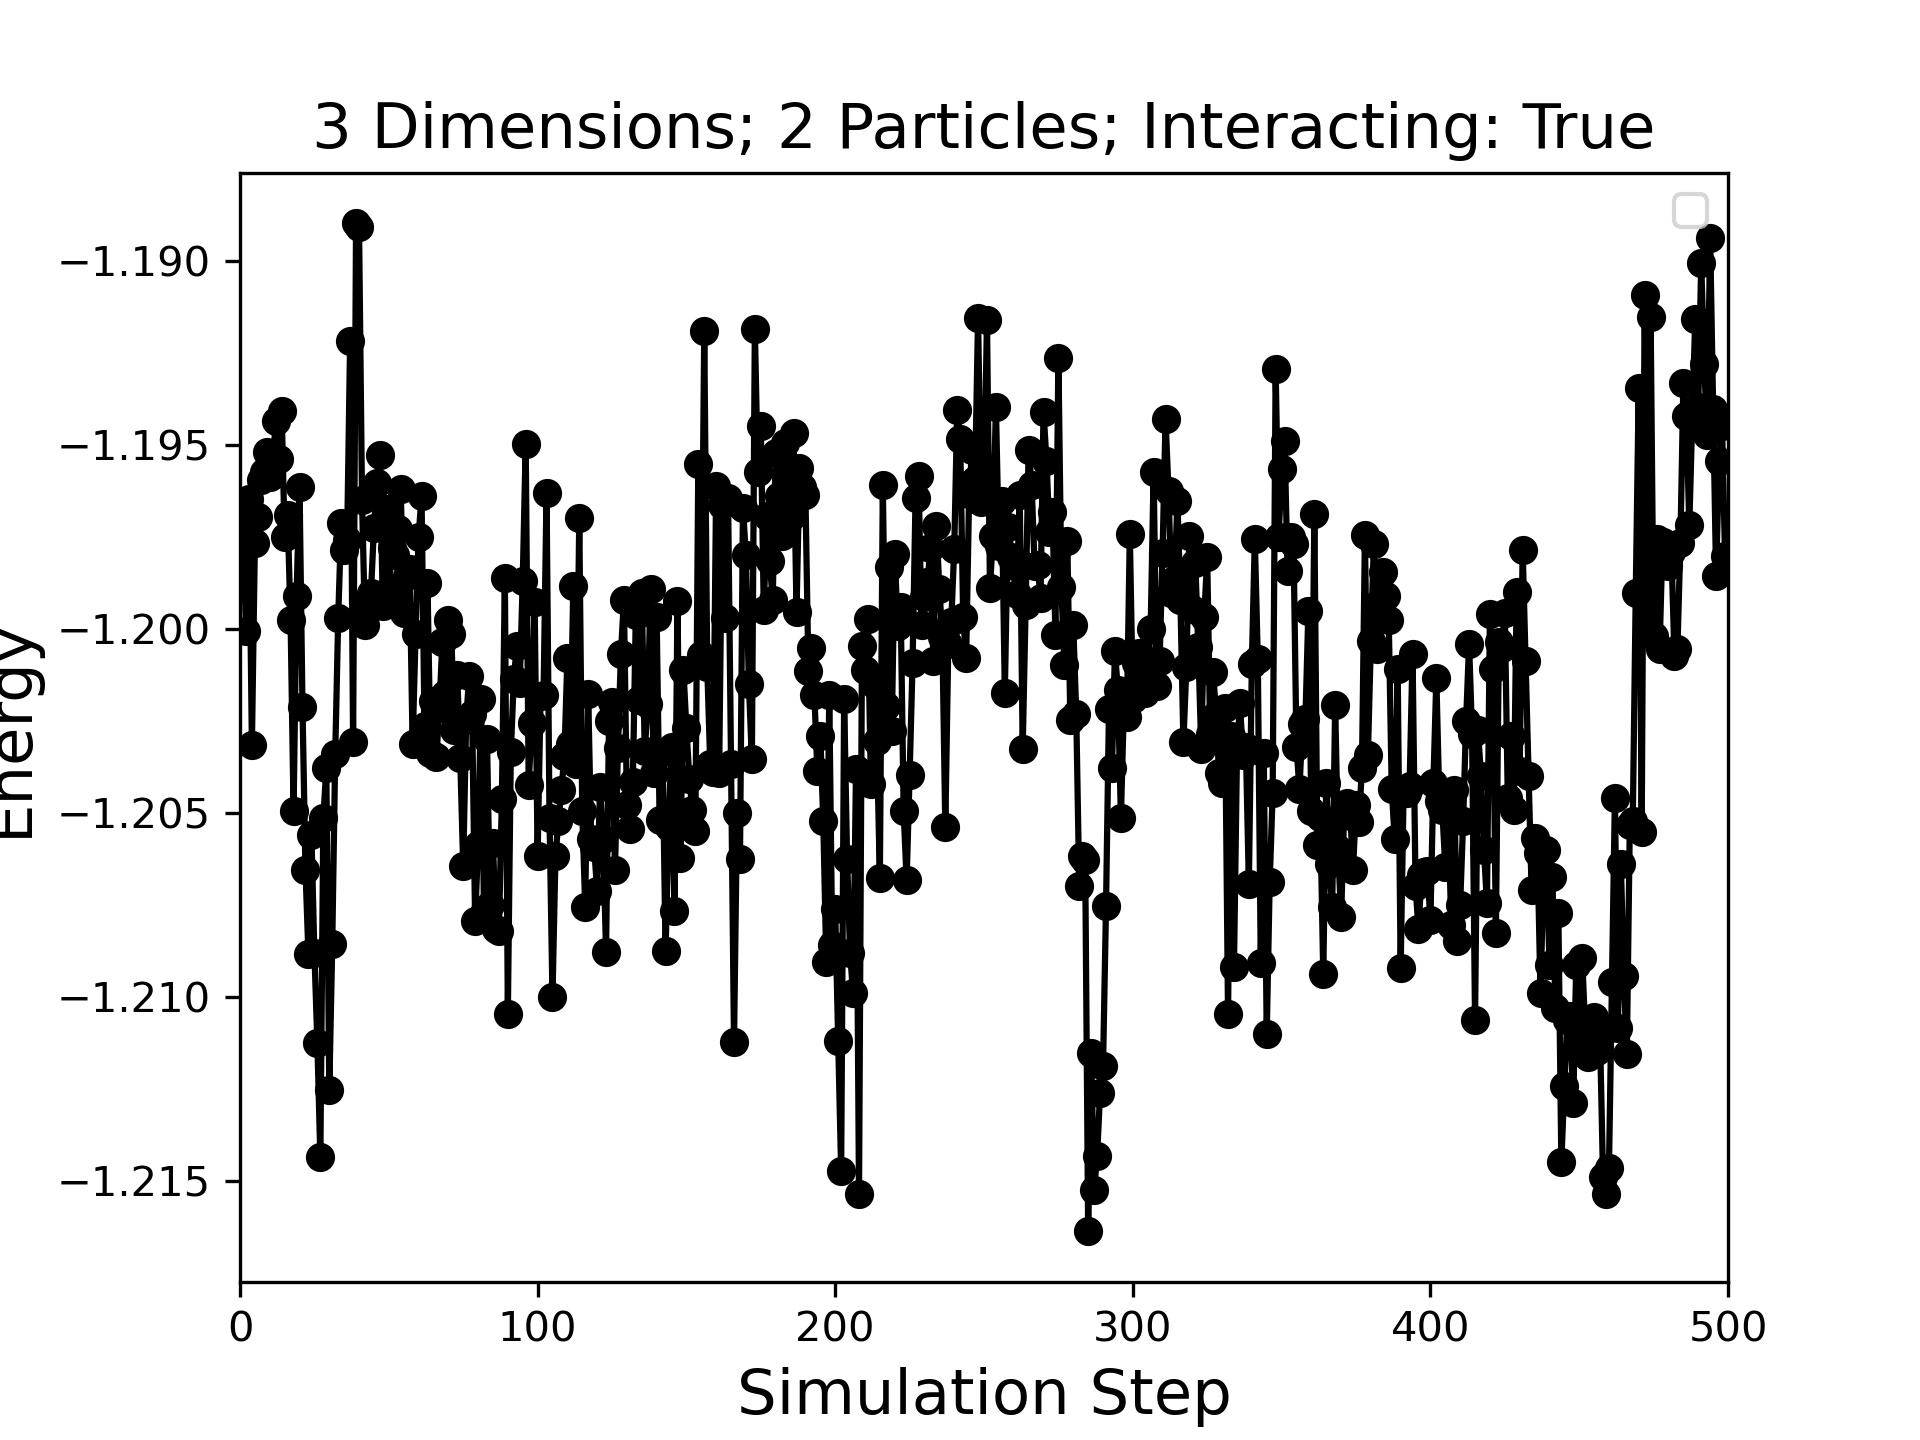 3 Dimensions; 2 Particles; Interacting: True
−1.190
−1.195
−1.200
−1.205
−1.210
−1.215
Energy
0 100 200 300 400 500
Simulation Step